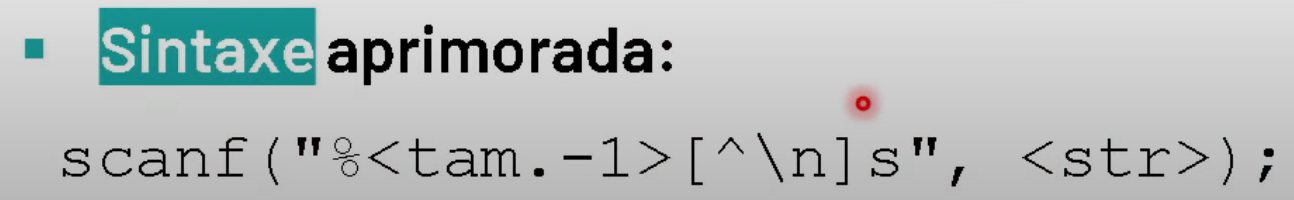 Sintaxe aprimorada:
scanf("%<tam.-1>[^\n]s", <str>);